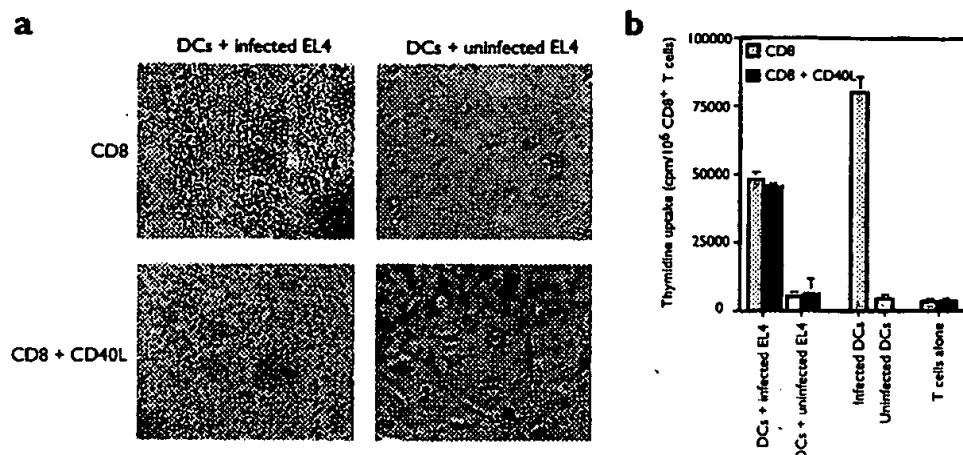 a
DCs + infected EL4
DCs + uninfected EL4
CD8
CD8 + CD40L
b
Thymidine uptake (cpm/10⁶ CD8⁺ T cells)
100000
75000
50000
25000
0
CD8
CD8 + CD40L
DCs + infected EL4
DCs + uninfected EL4
Infected DCs
Uninfected DCs
T cells alone